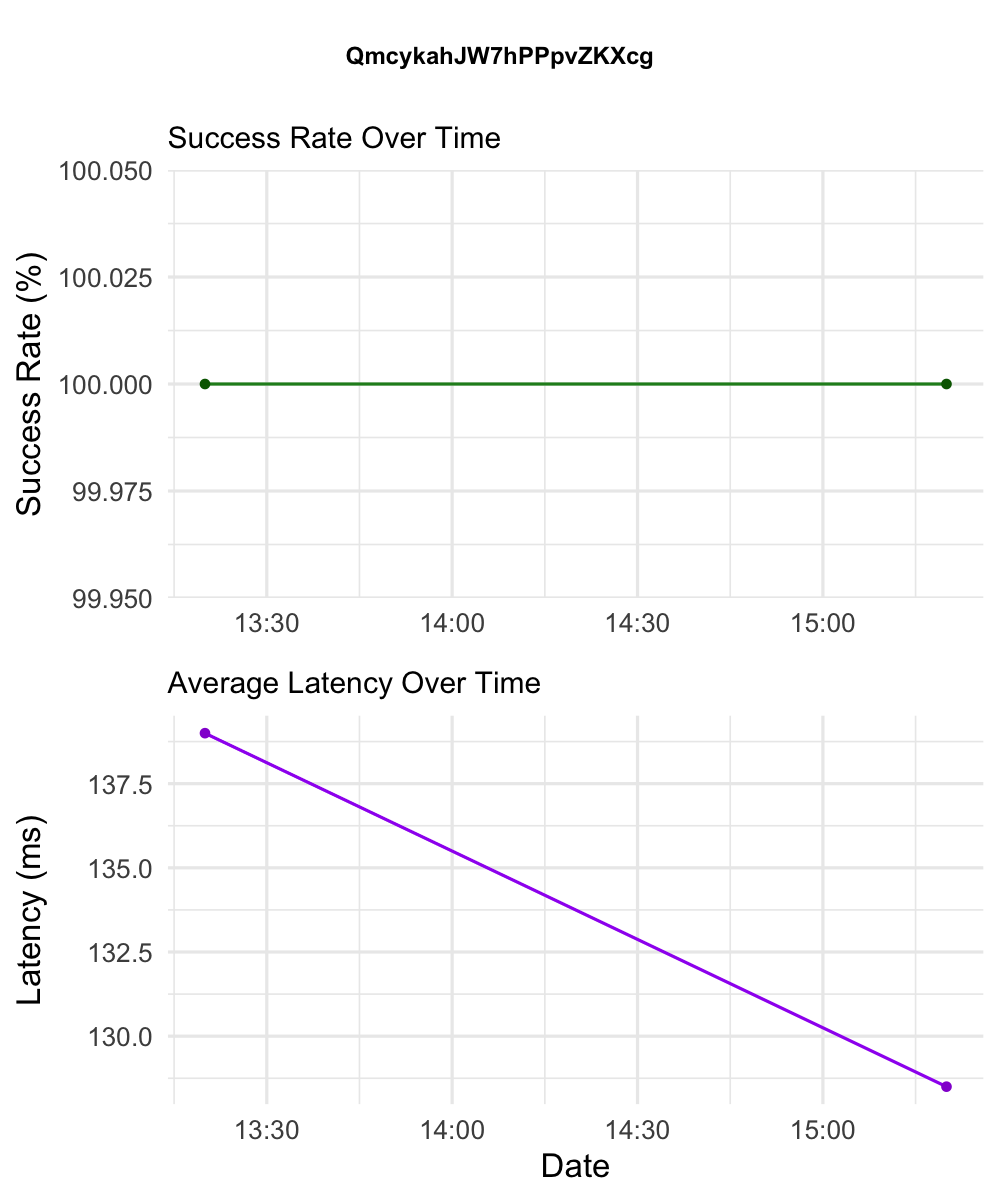 QmcykahJW7hPPpvZKXcg
Success Rate Over Time
Success Rate (%)
100.050
100.025
100.000
99.975
99.950
13:30 14:00 14:30 15:00
Average Latency Over Time
Latency (ms)
137.5
135.0
132.5
130.0
13:30 14:00 14:30 15:00
Date